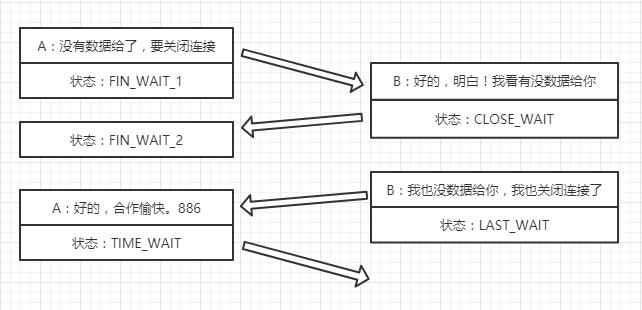 A：没有数据给了，要关闭连接
状态：FIN_WAIT_1
B：好的，明白！我看有没数据给你
状态：CLOSE_WAIT
状态：FIN_WAIT_2
B：我也没数据给你，我也关闭连接了
状态：LAST_WAIT
A：好的，合作愉快。886
状态：TIME_WAIT